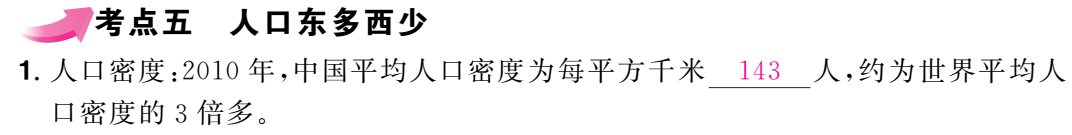 考点五　人口东多西少
1. 人口密度:2010 年,中国平均人口密度为每平方千米 143 人,约为世界平均人
口密度的 3 倍多。